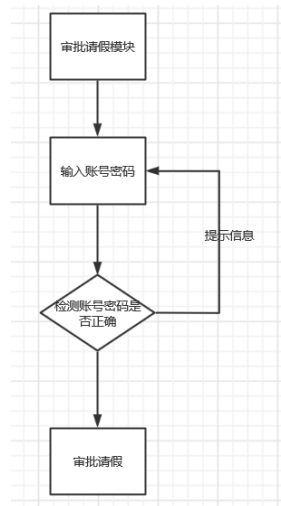 审批请假模块
输入账号密码
提示信息
检测账号密码是
否正确
审批请假